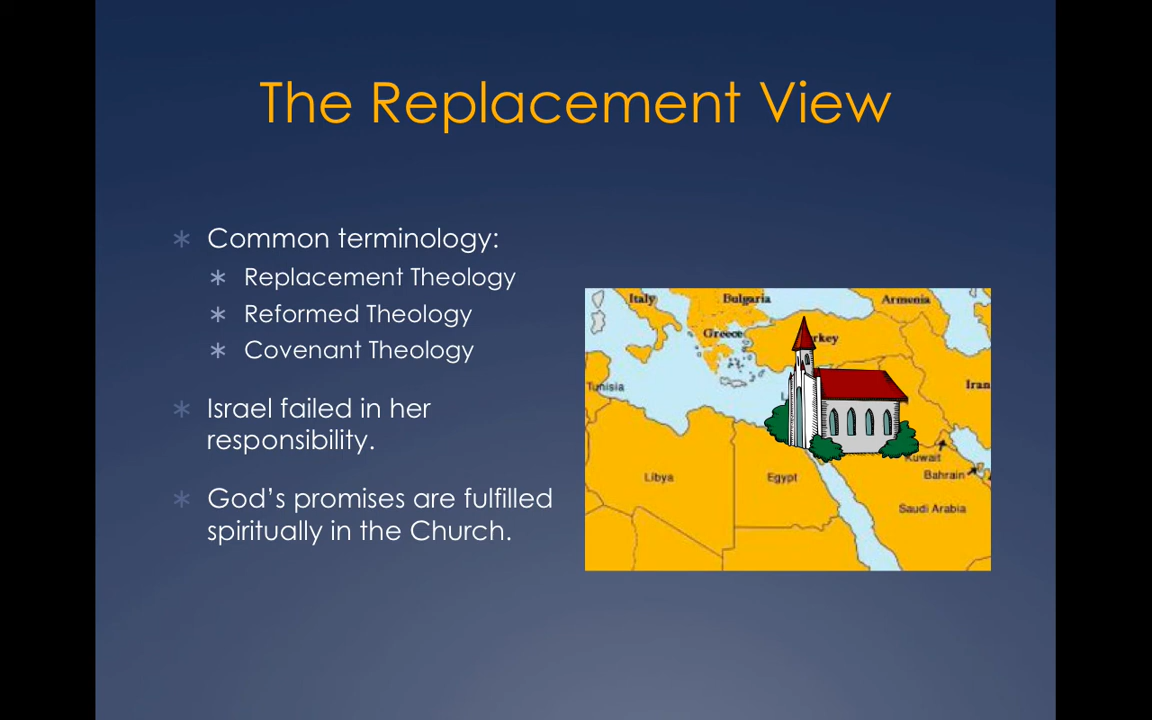 The Replacement View
Common terminology:
Replacement Theology
Reformed Theology
Covenant Theology
Israel failed in her
responsibility.
God's promises are fulfilled
spiritually in the Church.
Italy
Bulgaria
Armenia
Greece
rkey
Tunisia
Iran
Libya
Egypt
Kuwait
Bahrain
Saudi Arabia